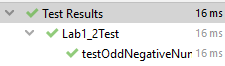 Test Results 16 ms
Lab1_2Test 16 ms
testOddNegativeNur 16 ms